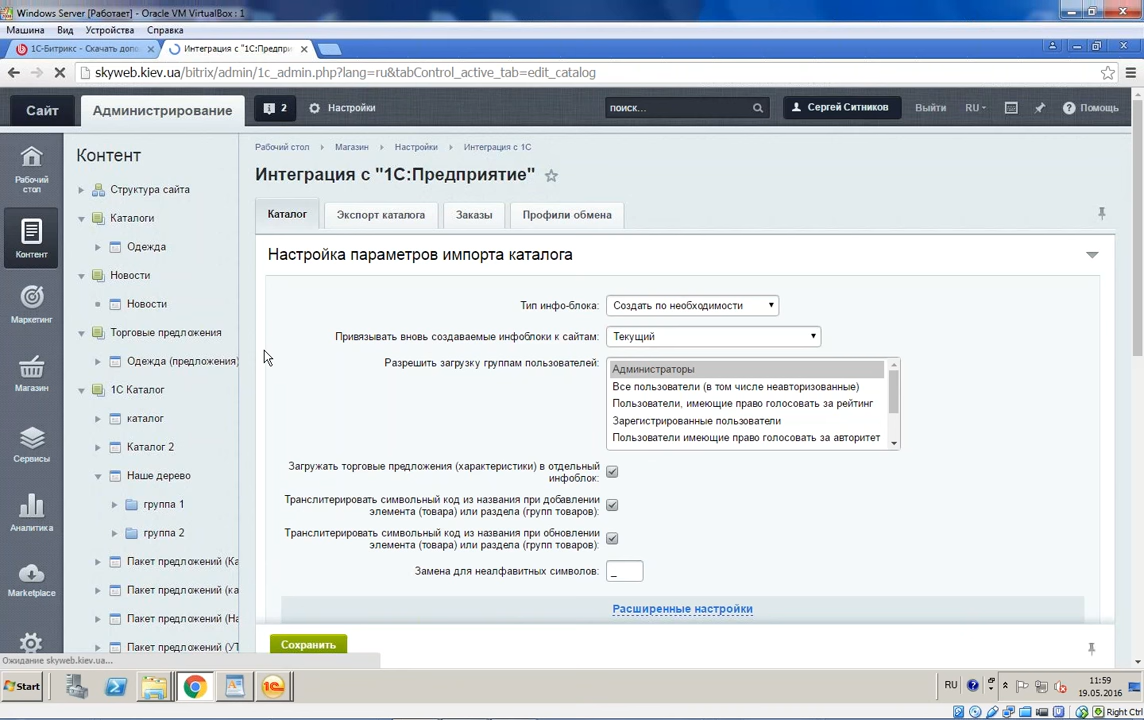 Windows Server [Работает] - Oracle VM VirtualBox : 1
Машина Вид Устройства Справка
1С-Битрикс - Скачать допо
Интеграция с "1С:Предпри
skyweb.kiev.ua/bitrix/admin/1c_admin.php?lang=ru&tabControl_active_tab=edit_catalog
Сайт
Администрирование
2
Настройки
поиск...
Сергей Ситников
Выйти
RU
Помощь
Рабочий стол
Контент
Маркетинг
Магазин
Сервисы
Аналитика
Marketplace
Контент
Структура сайта
Каталоги
Одежда
Новости
Новости
Торговые предложения
Одежда (предложения)
1С Каталог
каталог
Каталог 2
Наше дерево
группа 1
группа 2
Пакет предложений (Ка
Пакет предложений (ка
Пакет предложений (На
Пакет предложений (УТ
Рабочий стол Магазин Настройки Интеграция с 1С
Интеграция с "1С:Предприятие"
Каталог
Экспорт каталога
Заказы
Профили обмена
Настройка параметров импорта каталога
Тип инфо-блока: Создать по необходимости
Привязывать вновь создаваемые инфоблоки к сайтам: Текущий
Разрешить загрузку группам пользователей: Администраторы
Все пользователи (в том числе неавторизованные)
Пользователи, имеющие право голосовать за рейтинг
Зарегистрированные пользователи
Пользователи имеющие право голосовать за авторитет
Загружать торговые предложения (характеристики) в отдельный
инфоблок:
Транслитерировать символьный код из названия при добавлении
элемента (товара) или раздела (групп товаров):
Транслитерировать символьный код из названия при обновлении
элемента (товара) или раздела (групп товаров):
Замена для неалфавитных символов: _
Расширенные настройки
Сохранить
Ожидание skyweb.kiev.ua...
Start
RU
11:59
19.05.2016
Right Ctrl